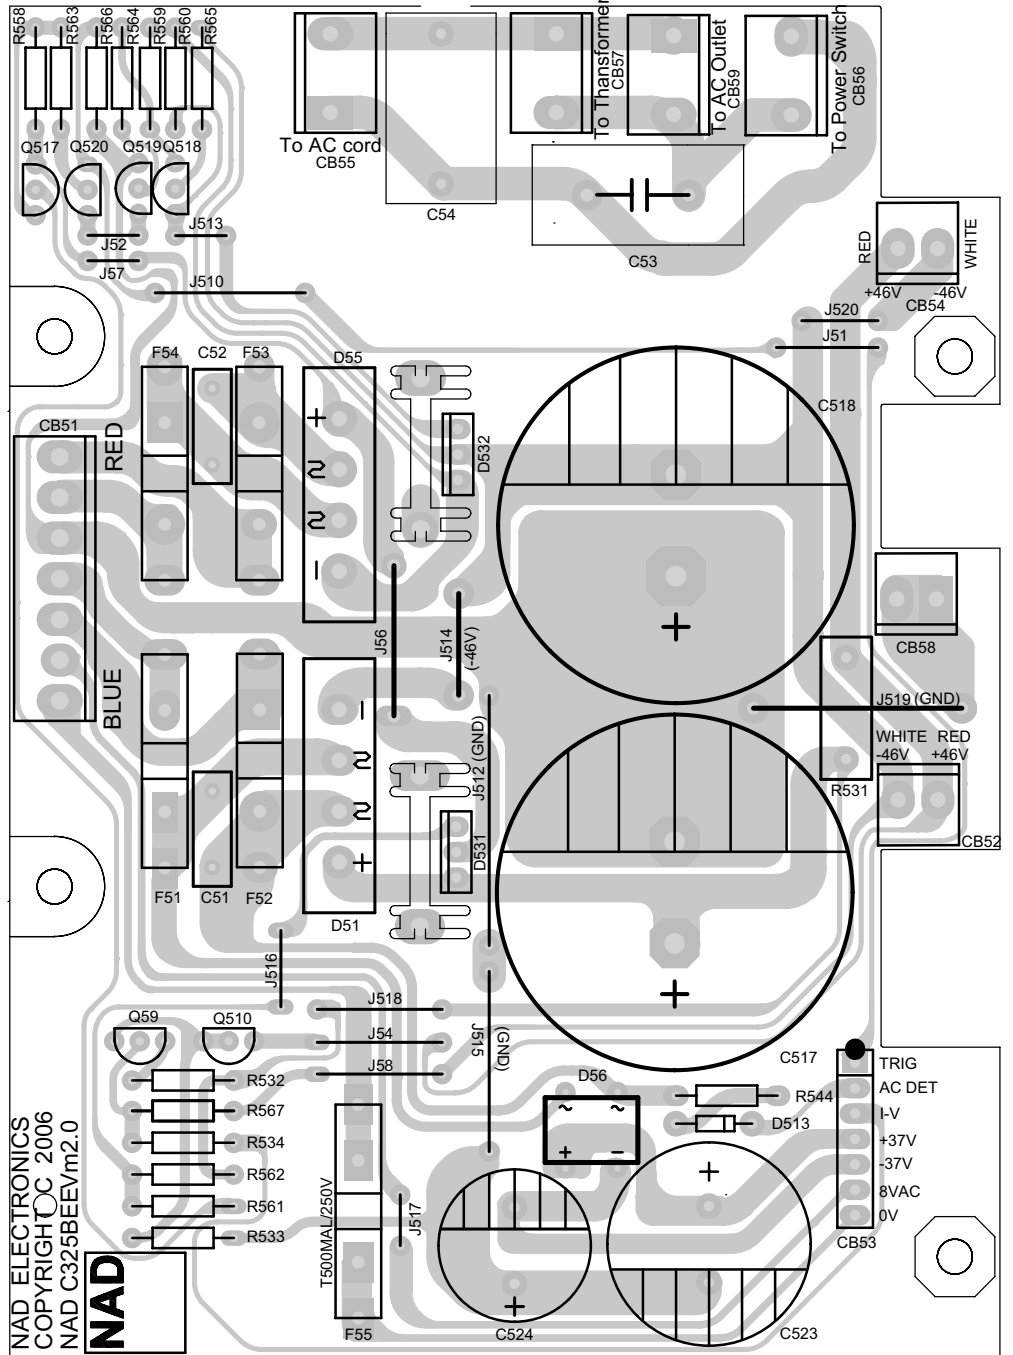 R558
R563
R566
R564
R559
R560
R565
To AC cord
CB55
To Thansformer
CB57
To AC Outlet
CB59
To Power Switch
CB56
Q517
Q520
Q519
Q518
C54
C53
J52
J513
J57
J510
RED
WHITE
+46V
-46V
CB54
J520
J51
F54
C52
F53
D55
C518
CB51
RED
+
D532
−
+
J56
J514
(-46V)
CB58
BLUE
−
J519 (GND)
J512 (GND)
WHITE
RED
-46V
+46V
R531
D531
CB52
+
F51
C51
F52
D51
J516
+
J518
Q59
Q510
J54
J515
(GND)
J58
C517
D56
TRIG
R532
R544
AC DET
~
~
R567
D513
I-V
R534
+
−
+37V
R562
+
-37V
R561
J517
8VAC
R533
0V
CB53
T500MAL/250V
+
F55
C524
C523
NAD ELECTRONICS
COPYRIGHT C 2006
NAD C325BEEVm2.0
NAD